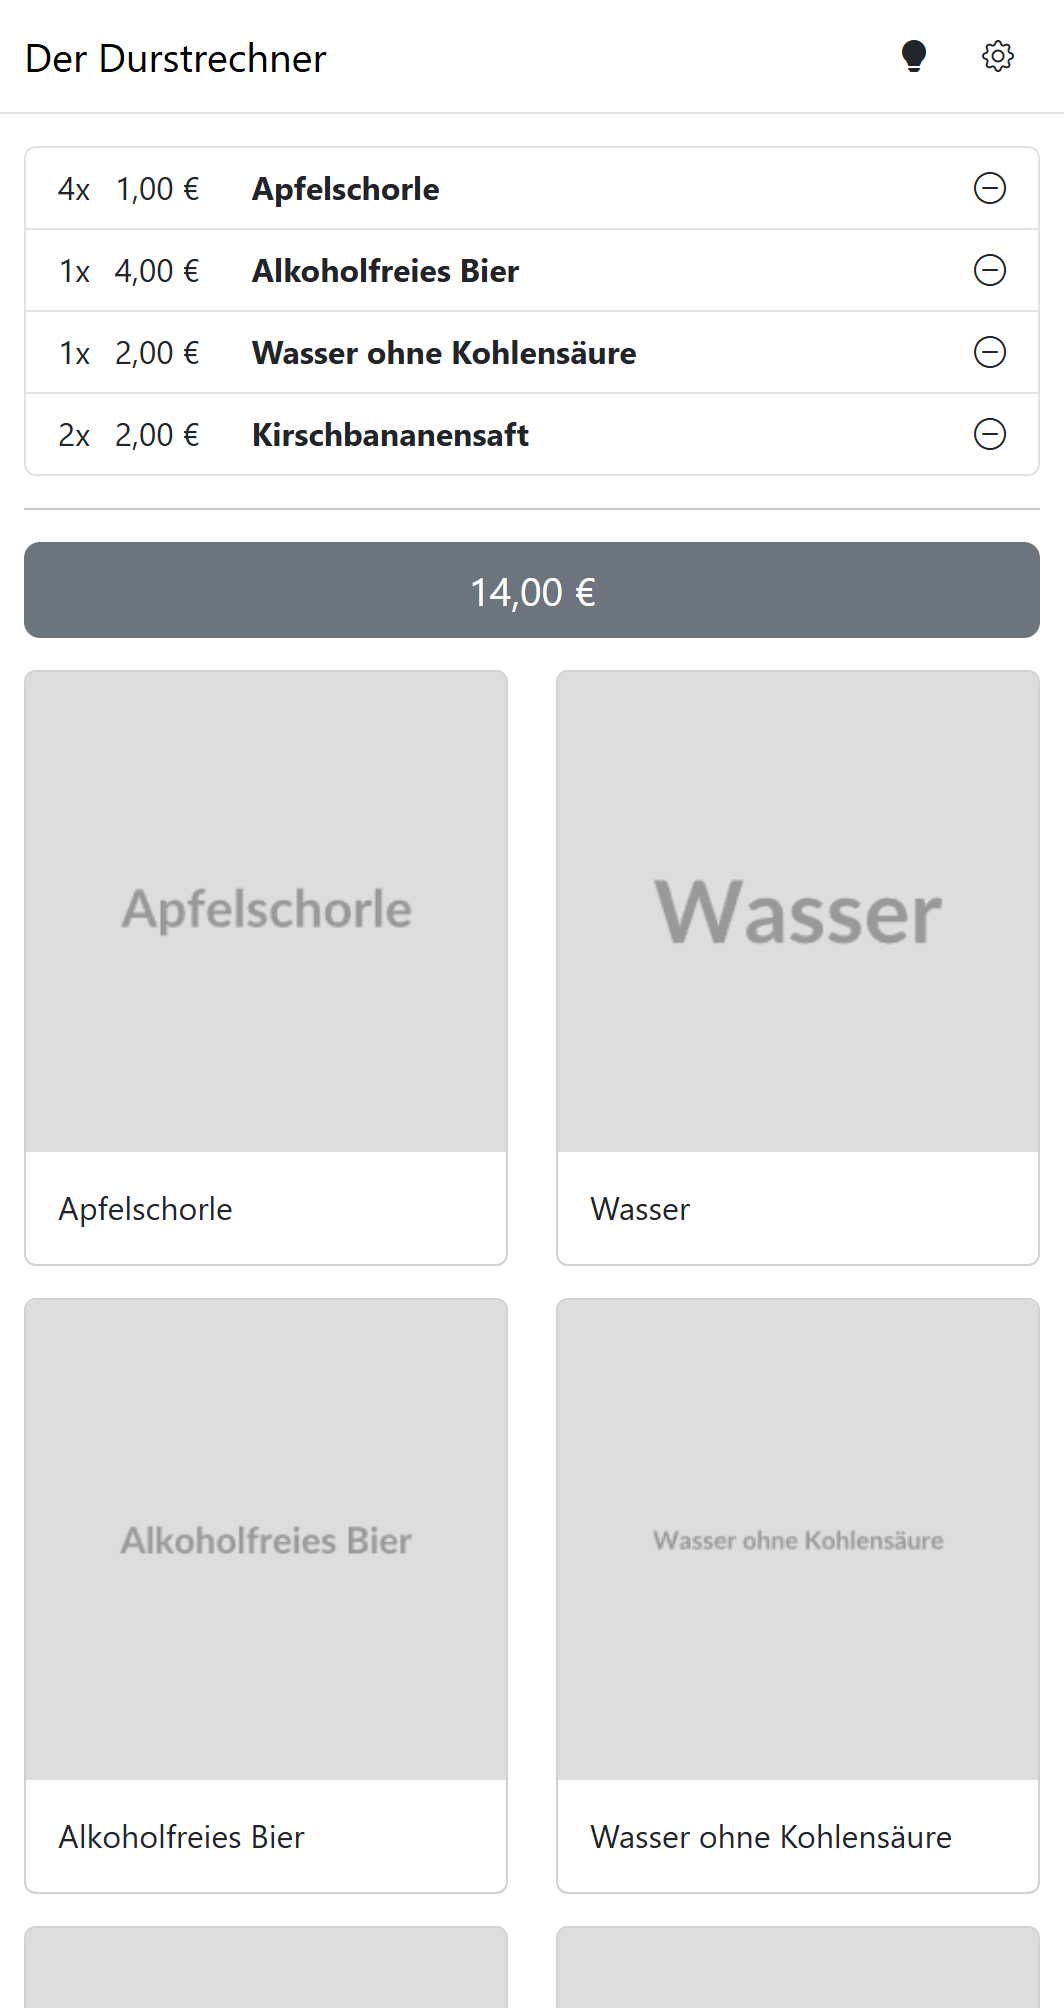 Der Durstrechner
4x 1,00 € Apfelschorle
1x 4,00 € Alkoholfreies Bier
1x 2,00 € Wasser ohne Kohlensäure
2x 2,00 € Kirschbananensaft
14,00 €
Apfelschorle
Wasser
Apfelschorle
Wasser
Alkoholfreies Bier
Wasser ohne Kohlensäure
Alkoholfreies Bier
Wasser ohne Kohlensäure